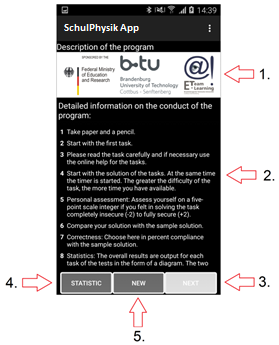 14:39
SchulPhysik App
Description of the program
SPONSORED BY THE
Federal Ministry
of Education
and Research
b-tu
Brandenburg
University of Technology
Cottbus - Senftenberg
@!
ETeam -
Learning
1.
Detailed information on the conduct of the
program:
1 Take paper and a pencil.
2 Start with the first task.
3 Please read the task carefully and if necessary use
the online help for the tasks.
4 Start with the solution of the tasks. At the same time
the timer is started. The greater the difficulty of the
task, the more time you have available.
2.
5 Personal assessment: Assess yourself on a five-
point scale integer if you felt in solving the task
completely insecure (-2) to fully secure (+2).
6 Compare your solution with the sample solution.
7 Correctness: Choose here in percent compliance
with the sample solution.
8 Statistics: The overall results are output for each
task of the tests in the form of a diagram. The two
4.
STATISTIC
NEW
NEXT
3.
5.